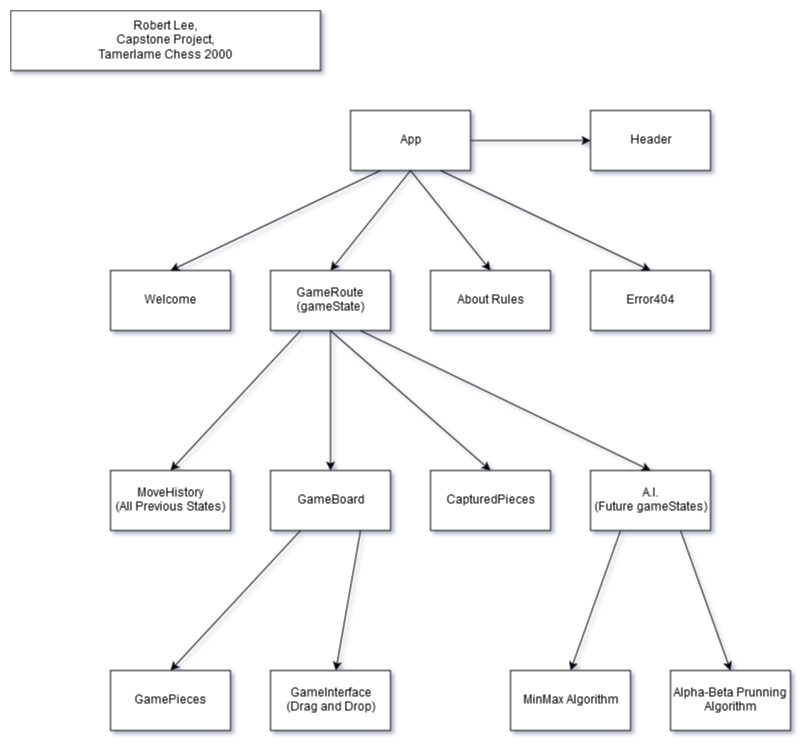 Robert Lee,
Capstone Project,
Tamerlame Chess 2000
App
Header
Welcome
GameRoute
(gameState)
About Rules
Error404
MoveHistory
(All Previous States)
GameBoard
CapturedPieces
A.I.
(Future gameStates)
GamePieces
GameInterface
(Drag and Drop)
MinMax Algorithm
Alpha-Beta Prunning
Algorithm